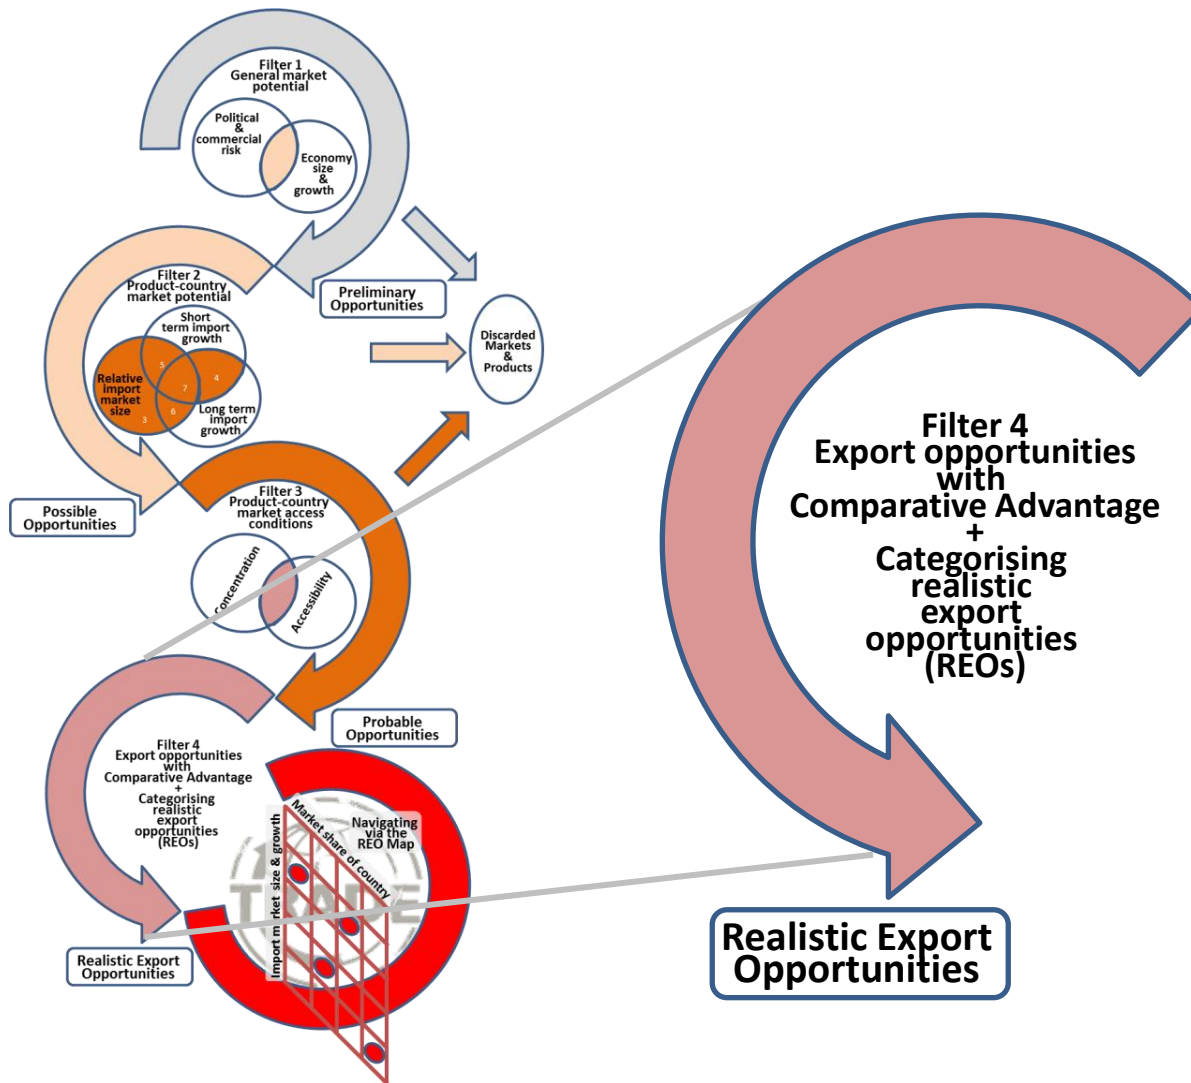 Filter 1
General market
potential
Political
&
commercial
risk
Economy
size
&
growth
Preliminary
Opportunities
Filter 2
Product-country
market potential
Short
term import
growth
Relative
import
market
size
5
4
7
6
3
Long term
import
growth
Discarded
Markets
&
Products
Possible
Opportunities
Filter 3
Product-country
market access
conditions
Concentration
Accessibility
Probable
Opportunities
Filter 4
Export opportunities
with
Comparative Advantage
+
Categorising
realistic
export
opportunities
(REOs)
Realistic Export
Opportunities
Navigating
via the
REO Map
Market share of country
Import market size & growth
TRADE
Filter 4
Export opportunities
with
Comparative Advantage
+
Categorising
realistic
export
opportunities
(REOs)
Realistic Export
Opportunities